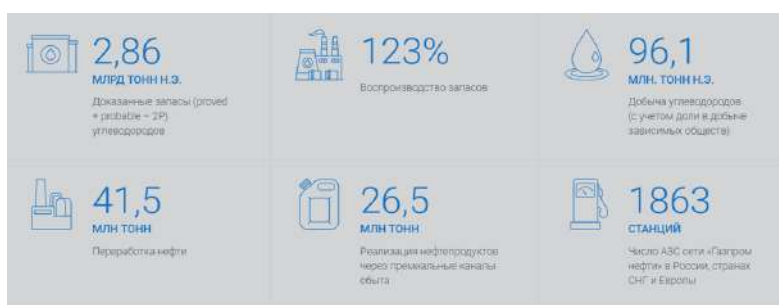 2,86
МЛРД ТОНН Н.Э.
Доказанные запасы (proved
+ probable – 2P)
углеводородов
123%
Воспроизводство запасов
96,1
МЛН. ТОНН Н.Э.
Добыча углеводородов
(с учетом доли в добыче
зависимых обществ)
41,5
МЛН ТОНН
Переработка нефти
26,5
МЛН ТОНН
Реализация нефтепродуктов
через премиальные каналы
сбыта
1863
СТАНЦИЙ
Число АЗС сети «Газпром
нефти» в России, странах
СНГ и Европы